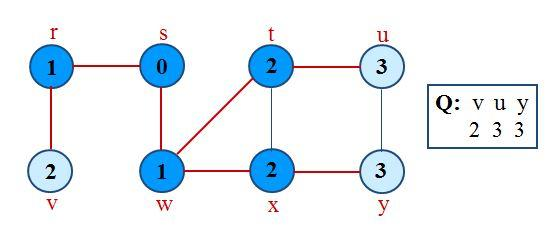 r s t u
1 0 2 3
Q: v u y
2 3 3
2 1 2 3
v w x y